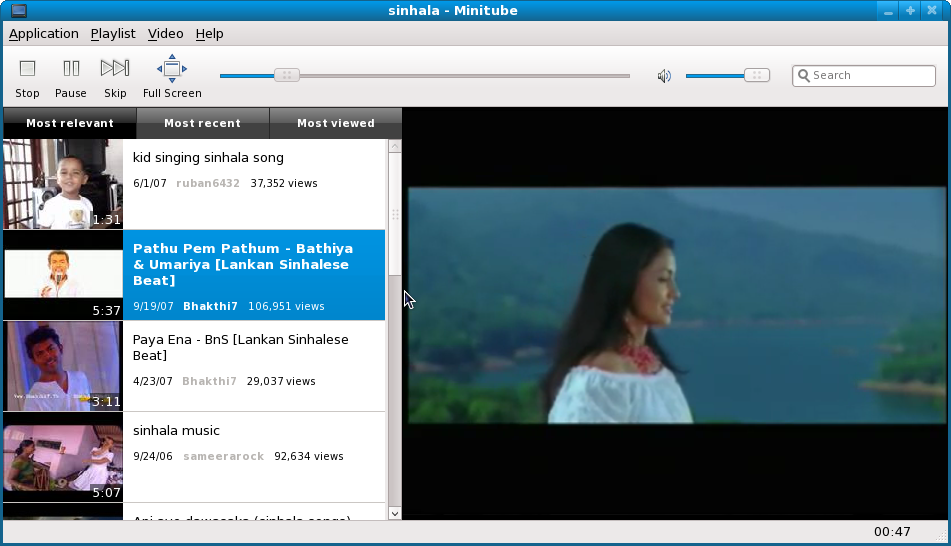 sinhala - Minitube
Application Playlist Video Help
Stop Pause Skip Full Screen
Search
Most relevant Most recent Most viewed
kid singing sinhala song
6/1/07 ruban6432 37,352 views
1:31
Pathu Pem Pathum - Bathiya
& Umariya [Lankan Sinhalese
Beat]
9/19/07 Bhakthi7 106,951 views
5:37
Paya Ena - BnS [Lankan Sinhalese
Beat]
4/23/07 Bhakthi7 29,037 views
3:11
sinhala music
9/24/06 sameerarock 92,634 views
5:07
00:47